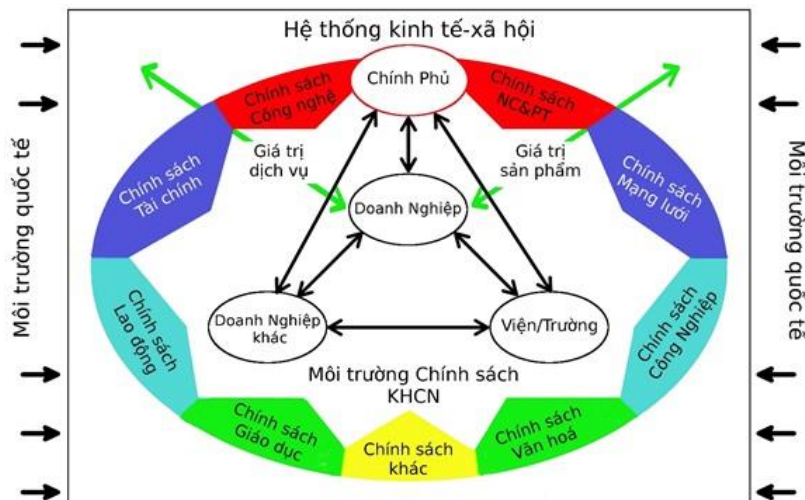 Hệ thống kinh tế-xã hội
Chính Phủ
Chính sách
Công nghệ
Chính sách
NC&PT
Chính sách
Tài chính
Giá trị
dịch vụ
Giá trị
sản phẩm
Chính sách
Mạng lưới
Môi trường quốc tế
Môi trường quốc tế
Doanh Nghiệp
Doanh Nghiệp
khác
Viện/Trường
Chính sách
Lao động
Chính sách
Công Nghiệp
Môi trường Chính sách
KHCN
Chính sách
Giáo dục
Chính sách
khác
Chính sách
Văn hoá